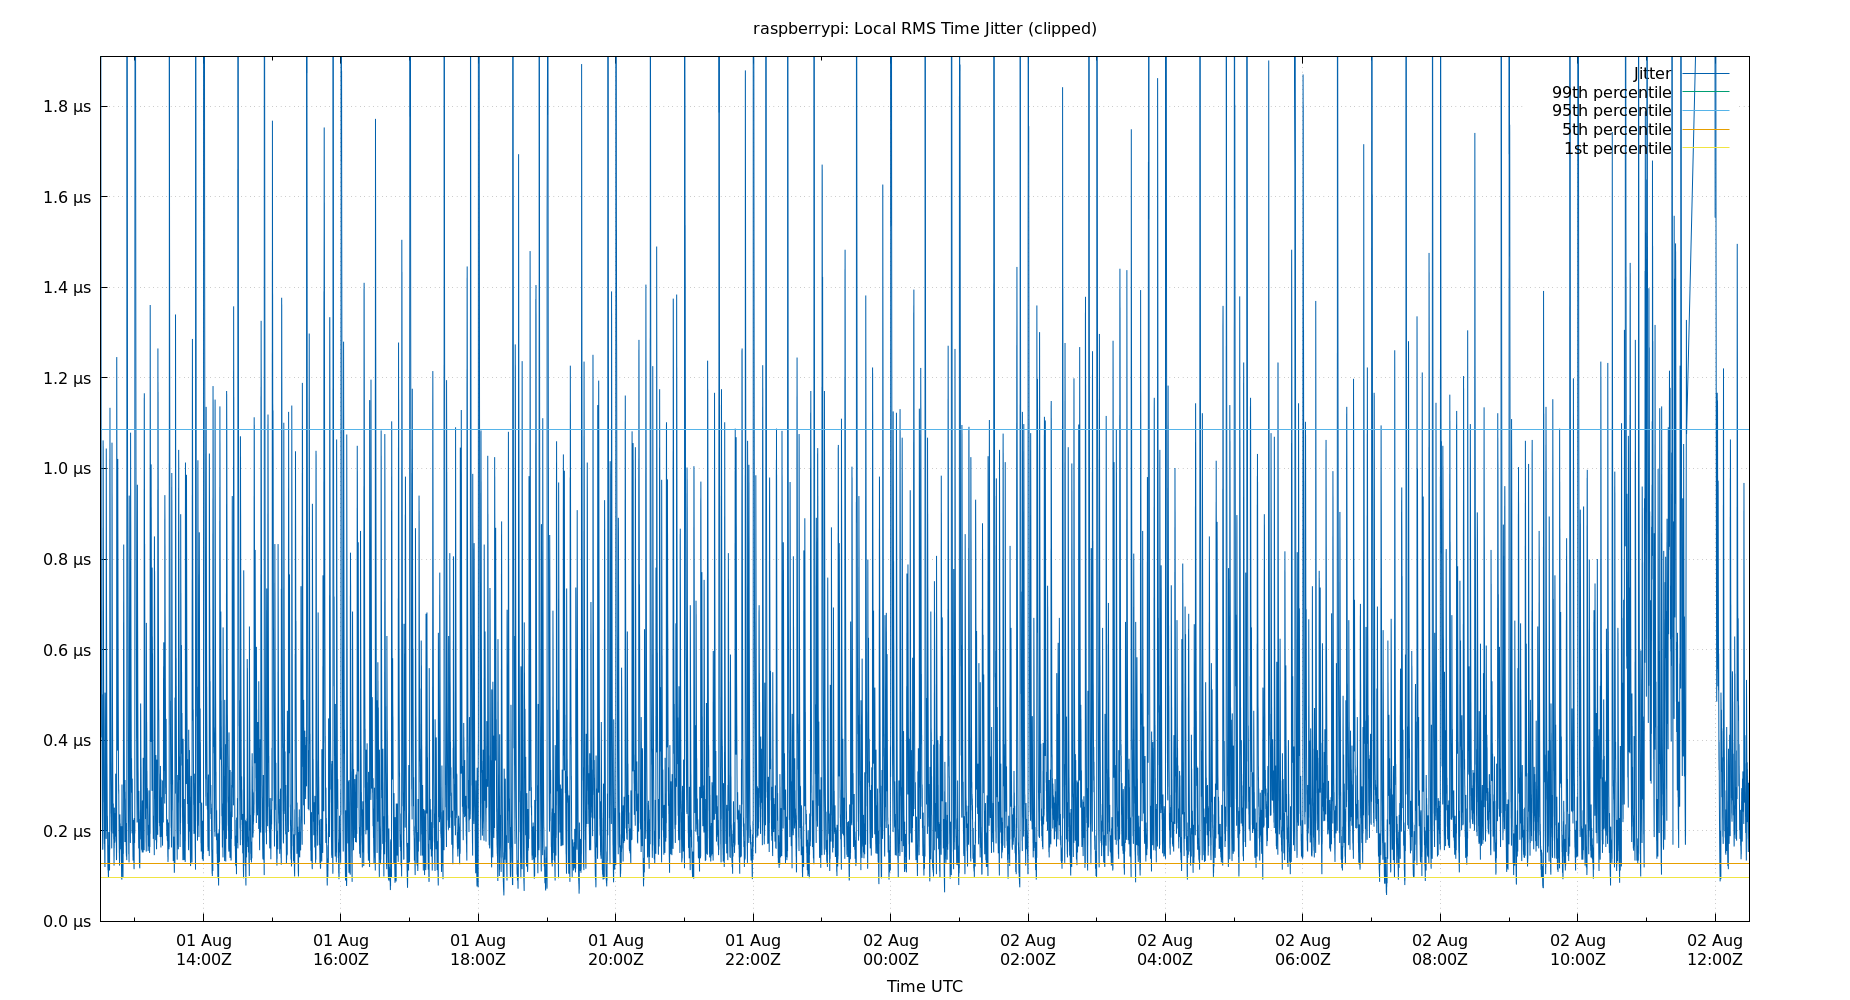 raspberrypi: Local RMS Time Jitter (clipped)
Jitter
99th percentile
95th percentile
5th percentile
1st percentile
1.8 µs
1.6 µs
1.4 µs
1.2 µs
1.0 µs
0.8 µs
0.6 µs
0.4 µs
0.2 µs
0.0 µs
01 Aug 01 Aug 01 Aug 01 Aug 01 Aug 02 Aug 02 Aug 02 Aug 02 Aug 02 Aug 02 Aug 02 Aug
14:00Z 16:00Z 18:00Z 20:00Z 22:00Z 00:00Z 02:00Z 04:00Z 06:00Z 08:00Z 10:00Z 12:00Z
Time UTC